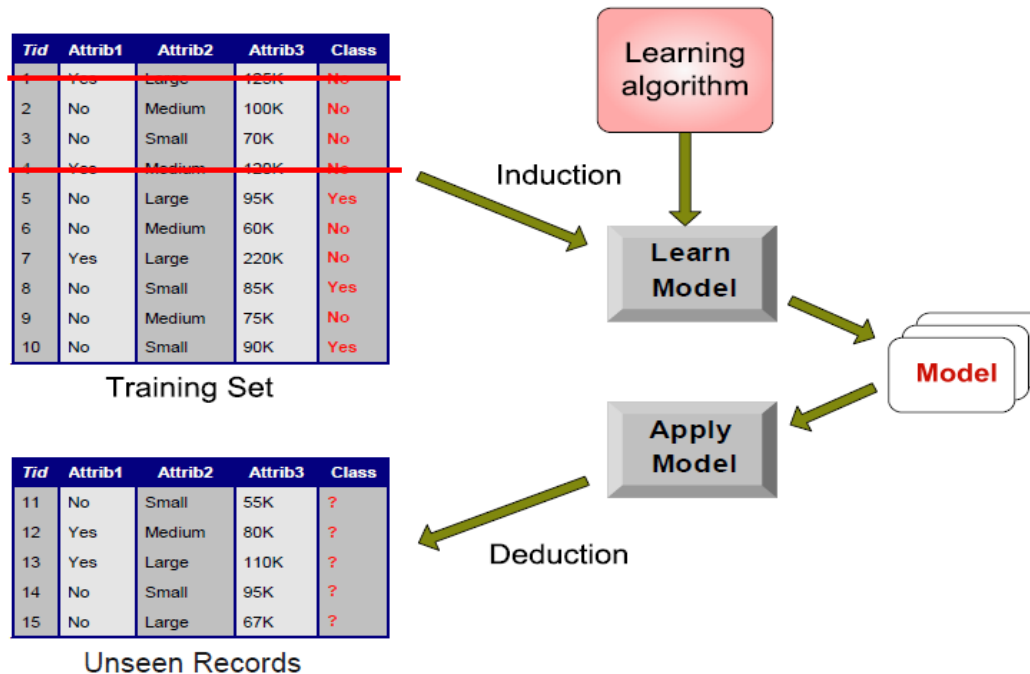 Tid Attrib1 Attrib2 Attrib3 Class
1 Yes Large 125K No
2 No Medium 100K No
3 No Small 70K No
4 Yes Medium 120K No
5 No Large 95K Yes
6 No Medium 60K No
7 Yes Large 220K No
8 No Small 85K Yes
9 No Medium 75K No
10 No Small 90K Yes
Training Set
Learning
algorithm
Induction
Learn
Model
Model
Apply
Model
Deduction
Tid Attrib1 Attrib2 Attrib3 Class
11 No Small 55K ?
12 Yes Medium 80K ?
13 Yes Large 110K ?
14 No Small 95K ?
15 No Large 67K ?
Unseen Records